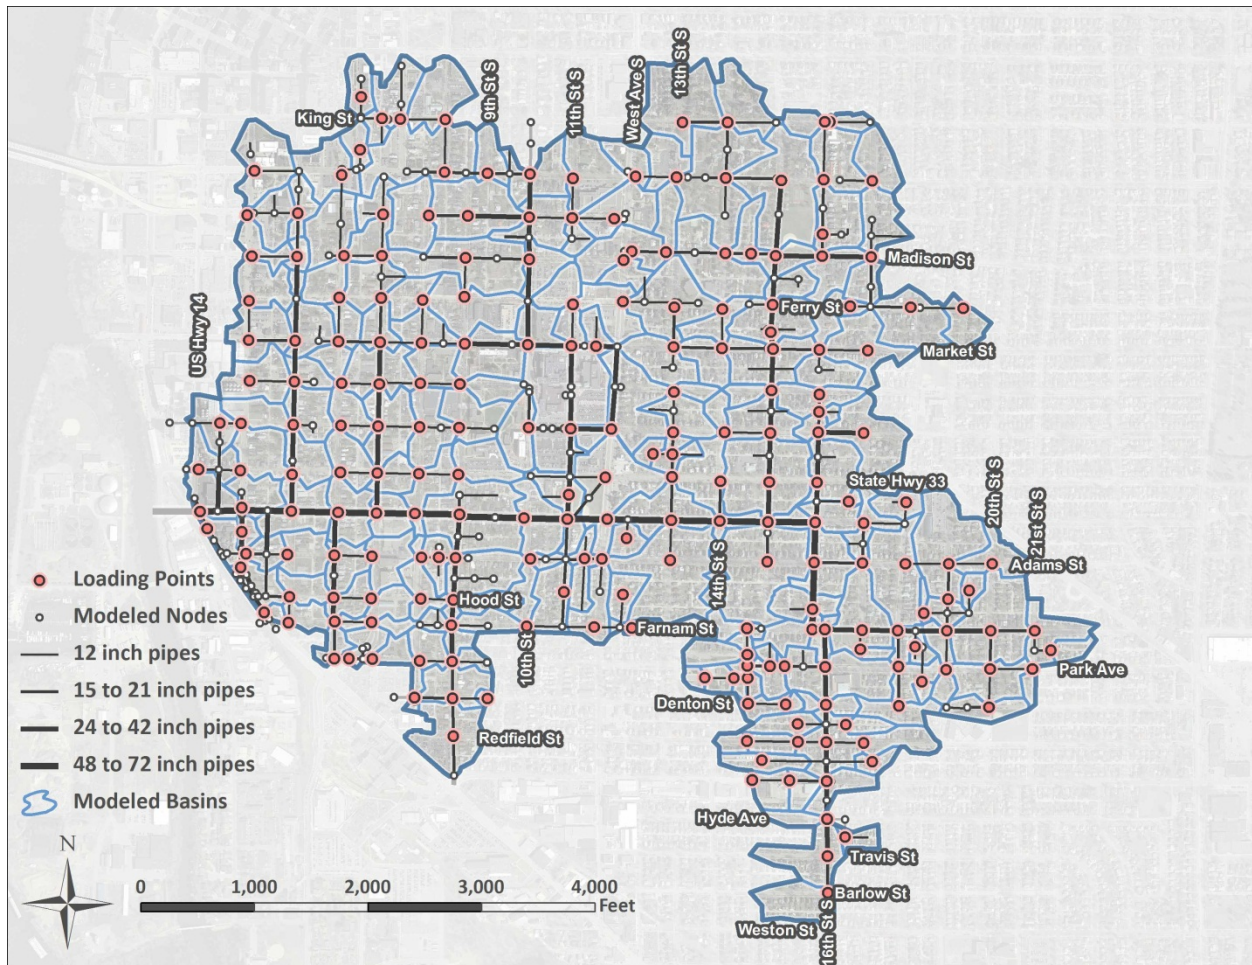 13th St S
West Ave S
9th St S
11th St S
King St
Madison St
US Hwy 14
Ferry St
Market St
State Hwy 33
20th St S
21st St S
14th St S
Adams St
Loading Points
Hood St
Modeled Nodes
Farnam St
10th St S
12 inch pipes
Park Ave
15 to 21 inch pipes
Denton St
24 to 42 inch pipes
Redfield St
48 to 72 inch pipes
Modeled Basins
Hyde Ave
N
Travis St
0 1,000 2,000 3,000 4,000
Feet
Barlow St
Weston St
16th St S